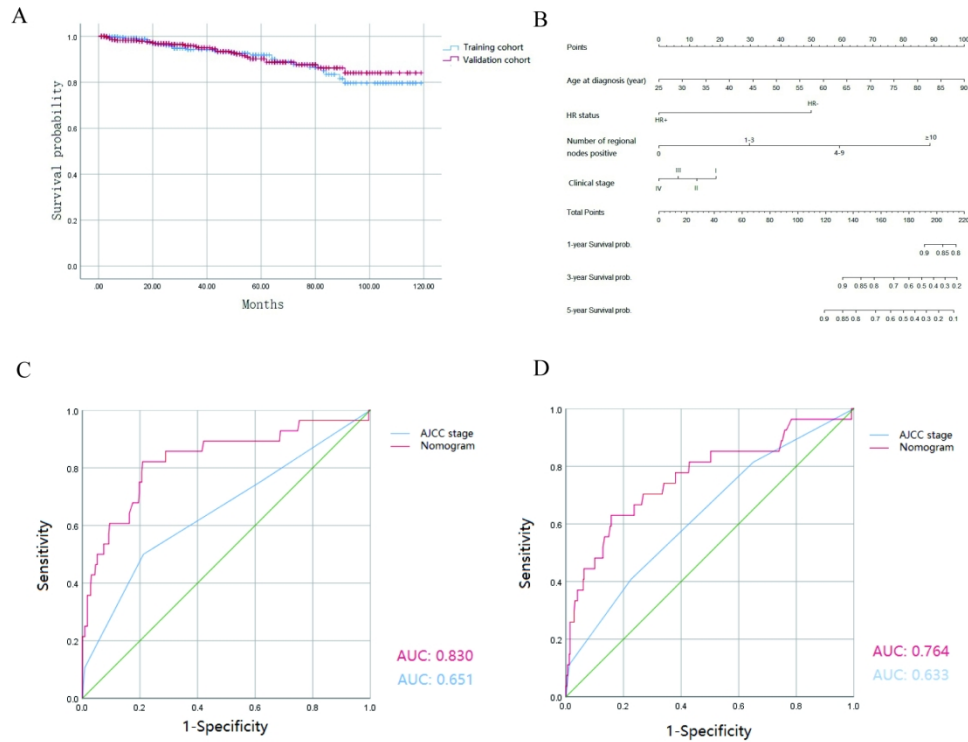 A
1.0
0.8
0.6
0.4
0.2
0.0
Survival probability
.00 20.00 40.00 60.00 80.00 100.00 120.00
Months
Training cohort
Validation cohort
B
Points
0 10 20 30 40 50 60 70 80 90 100
Age at diagnosis (year)
25 30 35 40 45 50 55 60 65 70 75 80 85 90
HR status
HR-
HR+
Number of regional
nodes positive
1-3
≥10
0
4-9
Clinical stage
III
I
IV
II
Total Points
0 20 40 60 80 100 120 140 160 180 200 220
1-year Survival prob.
0.9 0.85 0.8
3-year Survival prob.
0.9 0.85 0.8 0.7 0.6 0.5 0.4 0.3 0.2
5-year Survival prob.
0.9 0.85 0.8 0.7 0.6 0.5 0.4 0.3 0.2 0.1
C
1.0
0.8
0.6
0.4
0.2
0.0
Sensitivity
0.0 0.2 0.4 0.6 0.8 1.0
1-Specificity
AJCC stage
Nomogram
AUC: 0.830
AUC: 0.651
D
1.0
0.8
0.6
0.4
0.2
0.0
Sensitivity
0.0 0.2 0.4 0.6 0.8 1.0
1-Specificity
AJCC stage
Nomogram
AUC: 0.764
AUC: 0.633